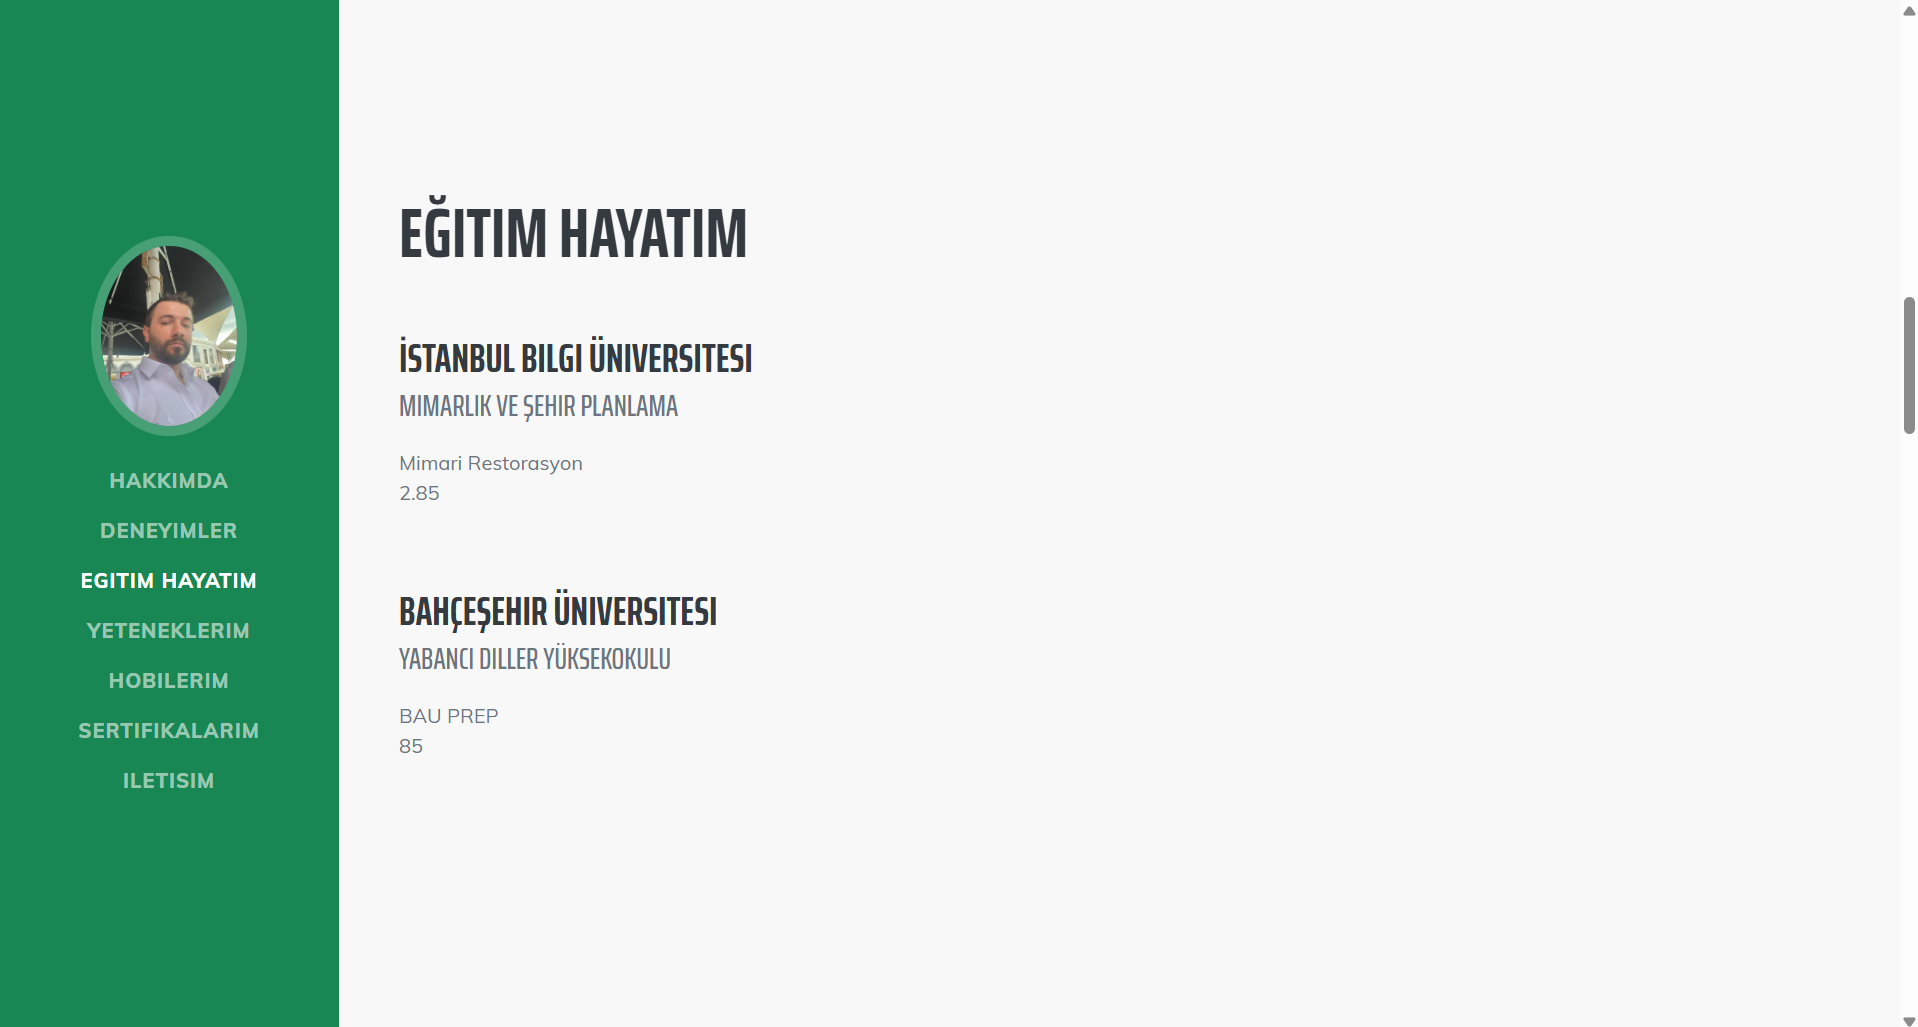 HAKKIMDA
DENEYIMLER
EGITIM HAYATIM
YETENEKLERIM
HOBILERIM
SERTIFIKALARIM
ILETISIM
EĞITIM HAYATIM
İSTANBUL BILGI ÜNIVERSITESI
MIMARLIK VE ŞEHIR PLANLAMA
Mimari Restorasyon
2.85
BAHÇEŞEHIR ÜNIVERSITESI
YABANCI DILLER YÜKSEKOKULU
BAU PREP
85